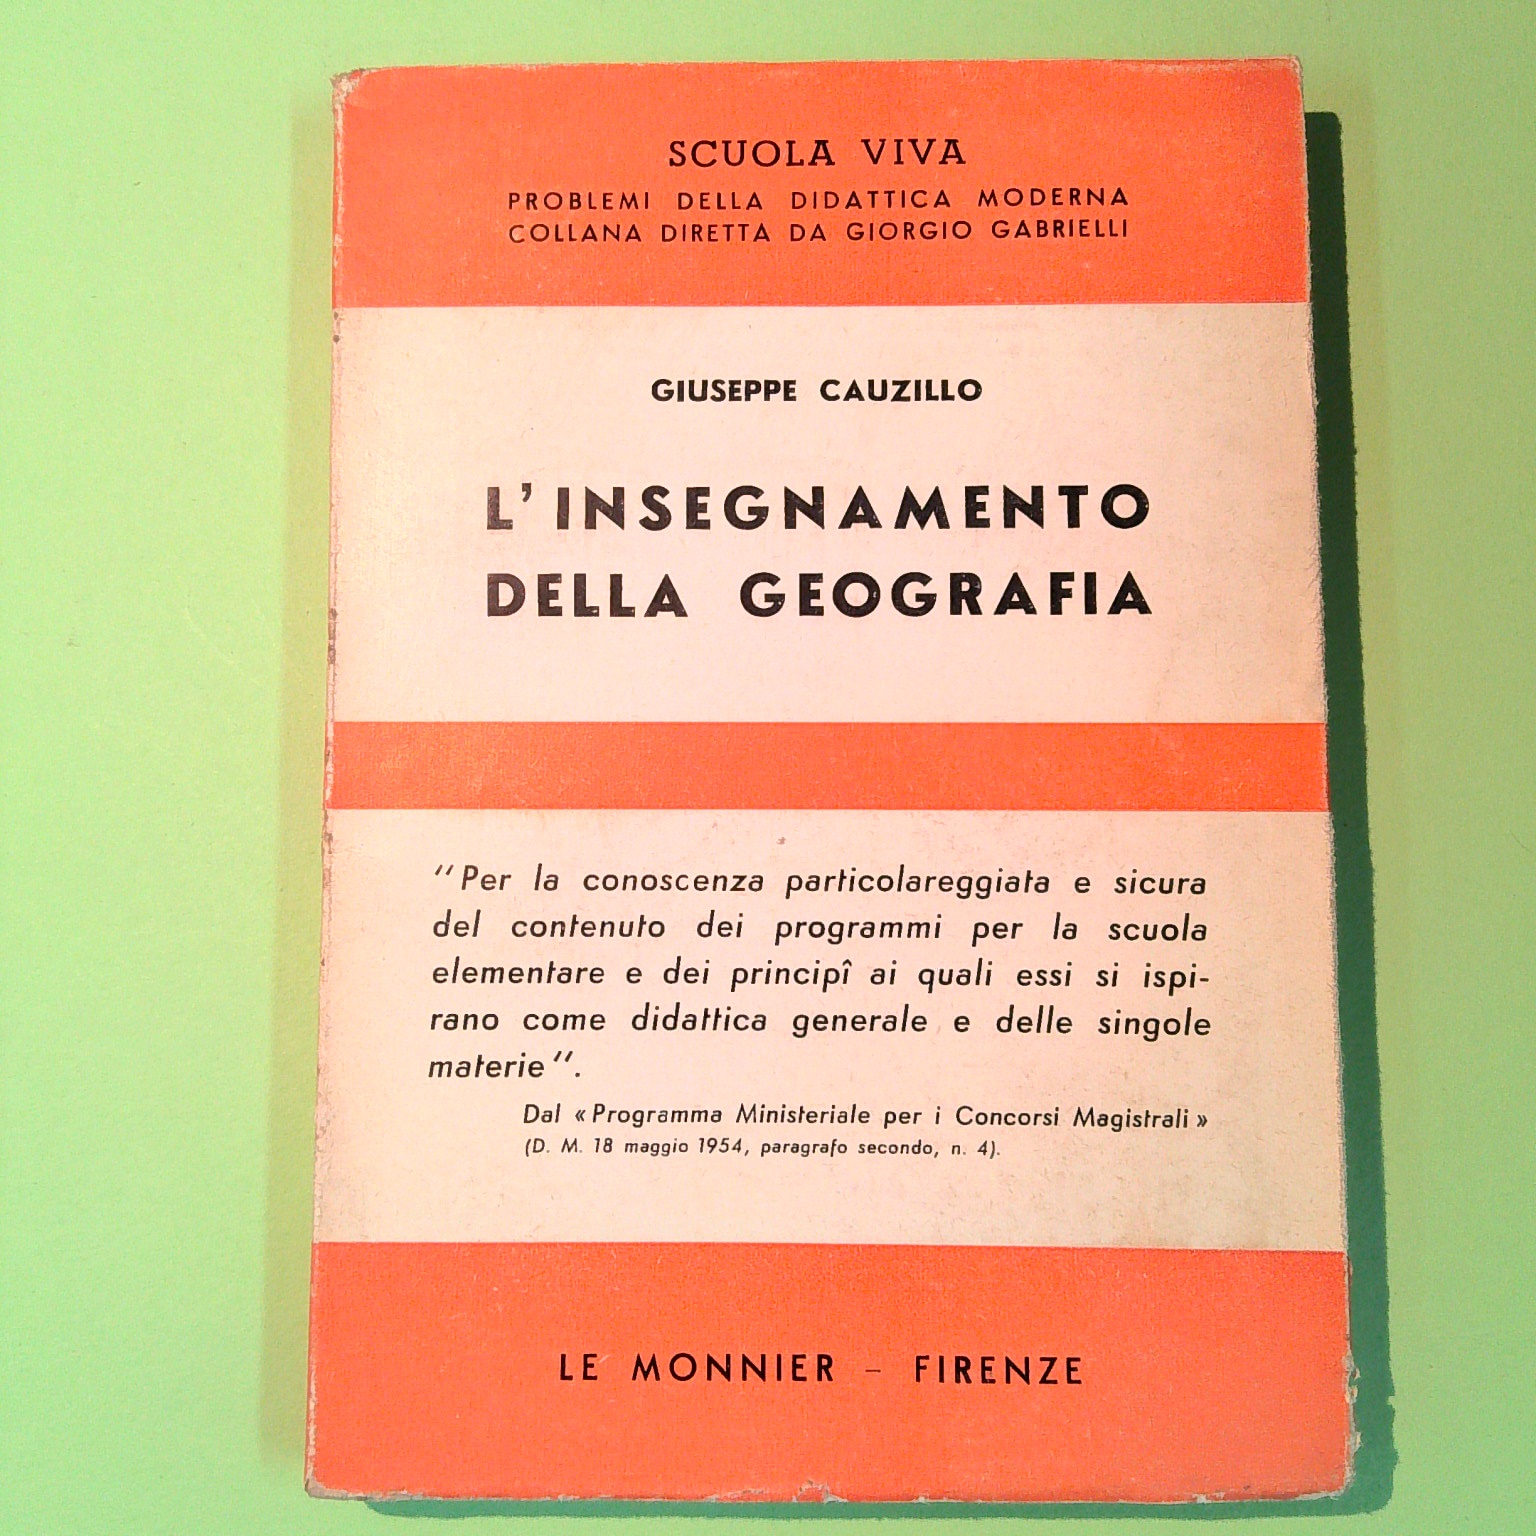 SCUOLA VIVA
PROBLEMI DELLA DIDATTICA MODERNA
COLLANA DIRETTA DA GIORGIO GABRIELLI
GIUSEPPE CAUZILLO
L'INSEGNAMENTO
DELLA GEOGRAFIA
"Per la conoscenza particolareggiata e sicura
del contenuto dei programmi per la scuola
elementare e dei principî ai quali essi si ispi-
rano come didattica generale e delle singole
materie".
Dal «Programma Ministeriale per i Concorsi Magistrali»
(D. M. 18 maggio 1954, paragrafo secondo, n. 4).
LE MONNIER – FIRENZE